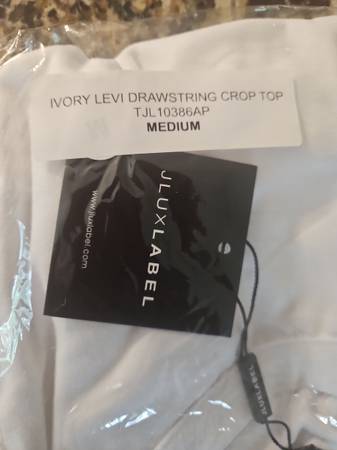 IVORY LEVI DRAWSTRING CROP TOP
TJL10386AP
MEDIUM
JLUXLABEL
www.jluxlabel.com
JLUXLABEL